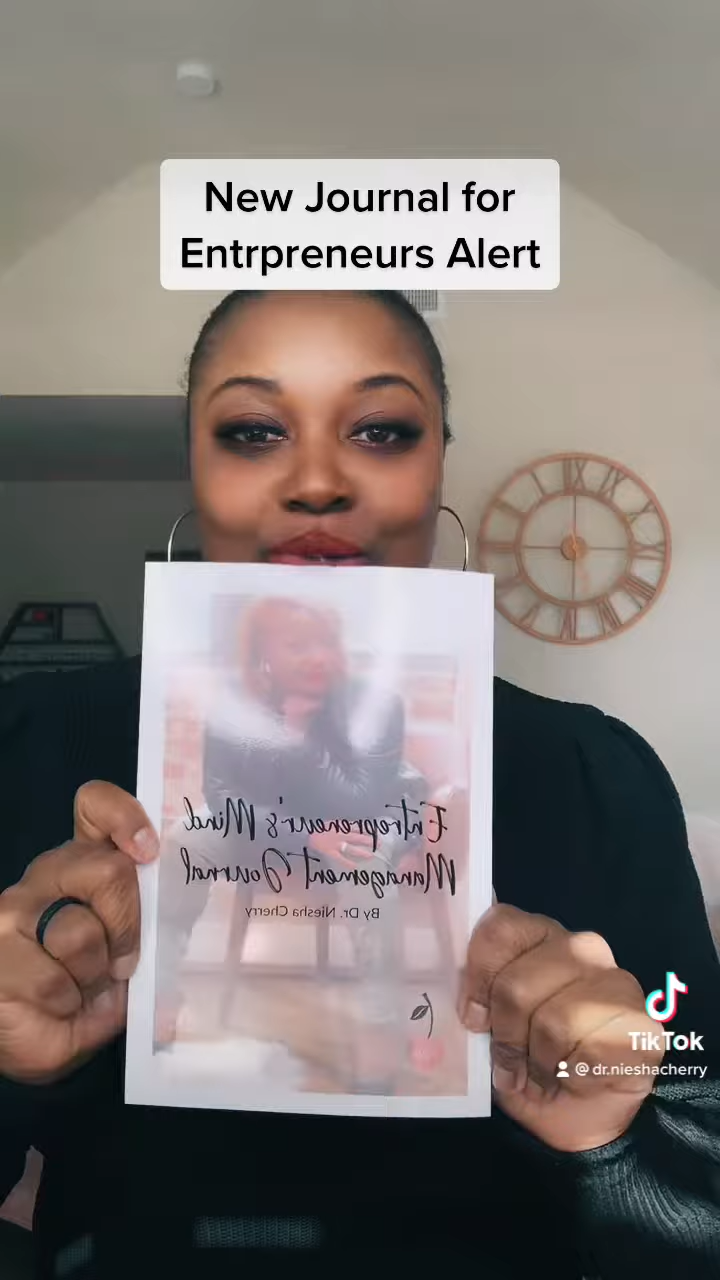 New Journal for
Entrpreneurs Alert
Entrepreneur's Mind
Management Journal
By Dr. Niesha Cherry
TikTok
@dr.nieshacherry